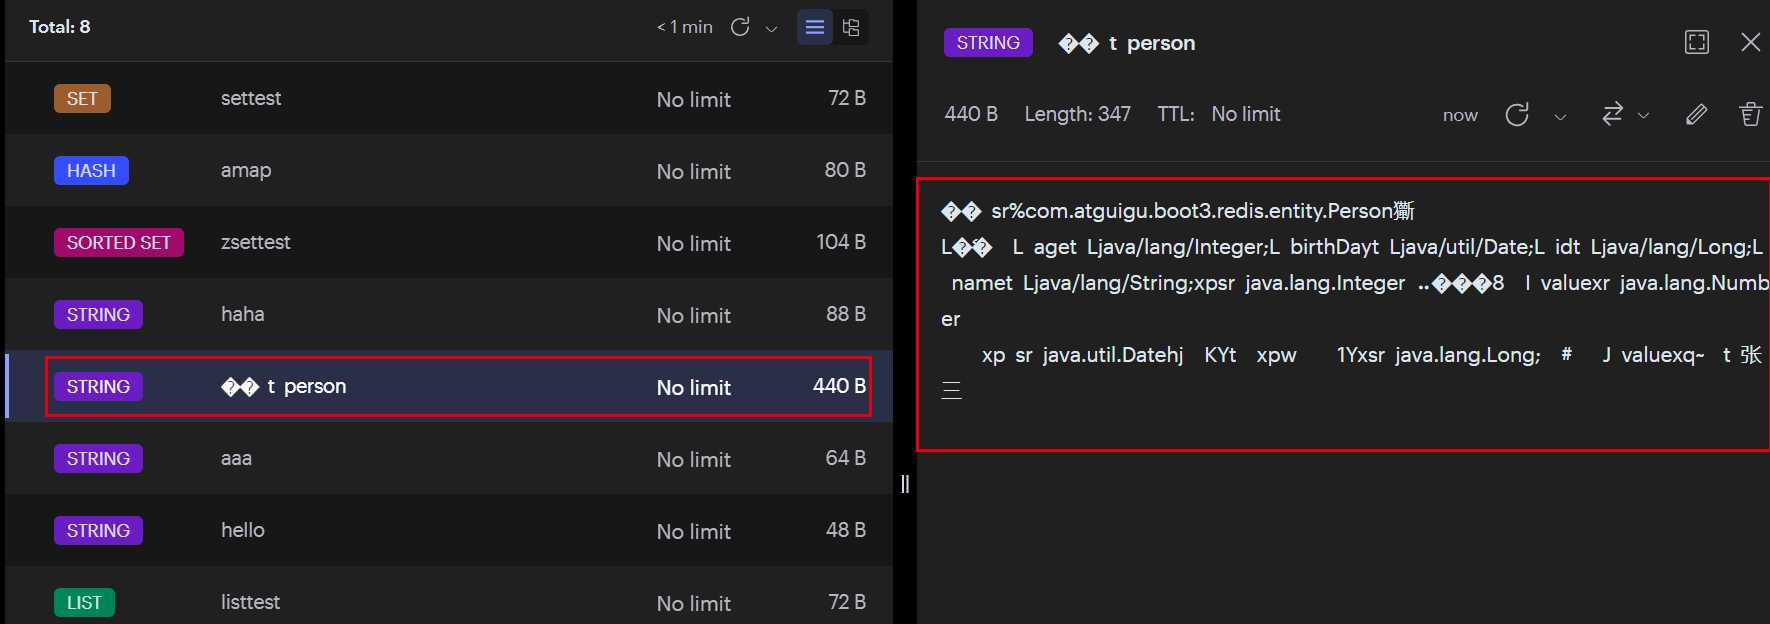 Total: 8
< 1 min
SET settest No limit 72 B
HASH amap No limit 80 B
SORTED SET zsettest No limit 104 B
STRING haha No limit 88 B
STRING �� t person No limit 440 B
STRING aaa No limit 64 B
STRING hello No limit 48 B
LIST listtest No limit 72 B
STRING �� t person
440 B Length: 347 TTL: No limit now
�� sr%com.atguigu.boot3.redis.entity.Person
L�� L aget Ljava/lang/Integer;L birthDayt Ljava/util/Date;L idt Ljava/lang/Long;L
namet Ljava/lang/String;xpsr java.lang.Integer ..���8 I valuexr java.lang.Numb
er
xp sr java.util.Datehj KYt xpw 1Yxsr java.lang.Long; # J valuexq~ t 张
三